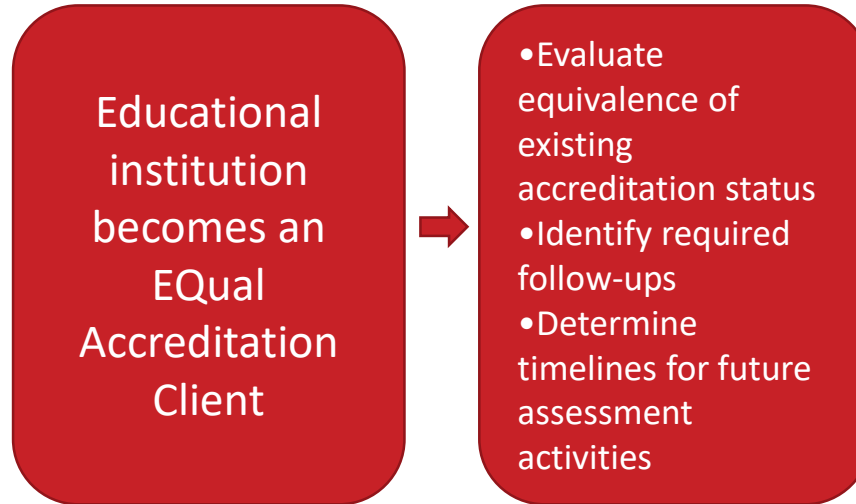 Educational
institution
becomes an
EQual
Accreditation
Client
•Evaluate
equivalence of
existing
accreditation status
•Identify required
follow-ups
•Determine
timelines for future
assessment
activities